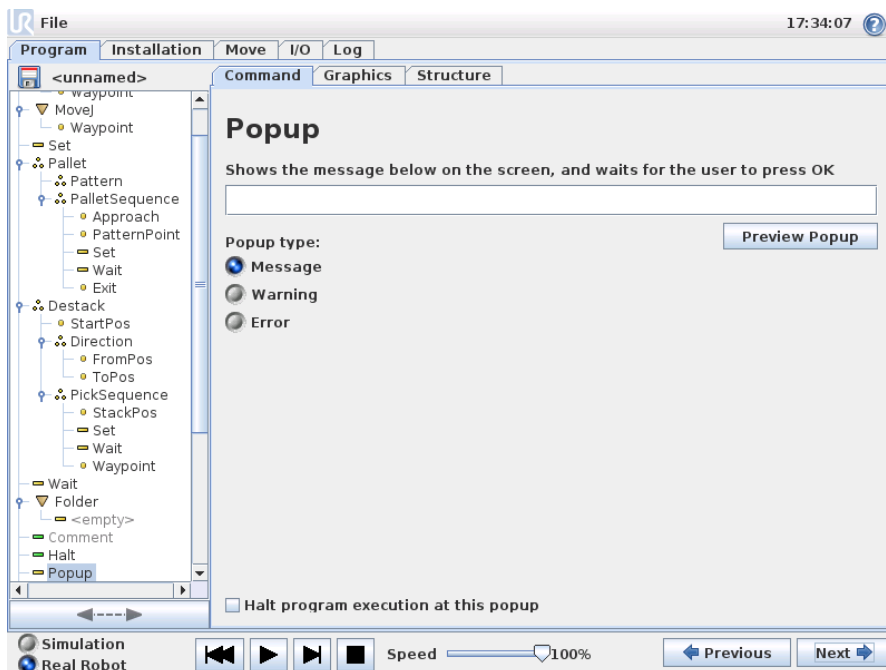 UR File 17:34:07 ?
Program Installation Move I/O Log
<unnamed>
Command Graphics Structure
Waypoint
MoveJ
Waypoint
Set
Pallet
Pattern
PalletSequence
Approach
PatternPoint
Set
Wait
Exit
Destack
StartPos
Direction
FromPos
ToPos
PickSequence
StackPos
Set
Wait
Waypoint
Wait
Folder
<empty>
Comment
Halt
Popup
Popup
Shows the message below on the screen, and waits for the user to press OK
Preview Popup
Popup type:
Message
Warning
Error
Halt program execution at this popup
Simulation
Real Robot
Speed 100%
Previous Next